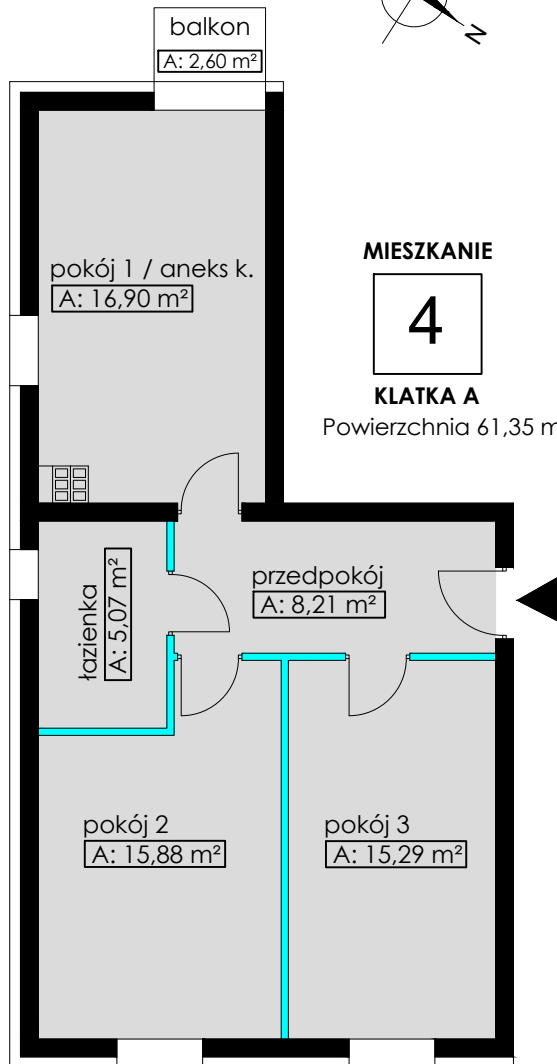 balkon
A: 2,60 m²
N
pokój 1 / aneks k.
A: 16,90 m²
MIESZKANIE
4
KLATKA A
Powierzchnia 61,35 m
łazienka
A: 5,07 m²
przedpokój
A: 8,21 m²
pokój 2
A: 15,88 m²
pokój 3
A: 15,29 m²